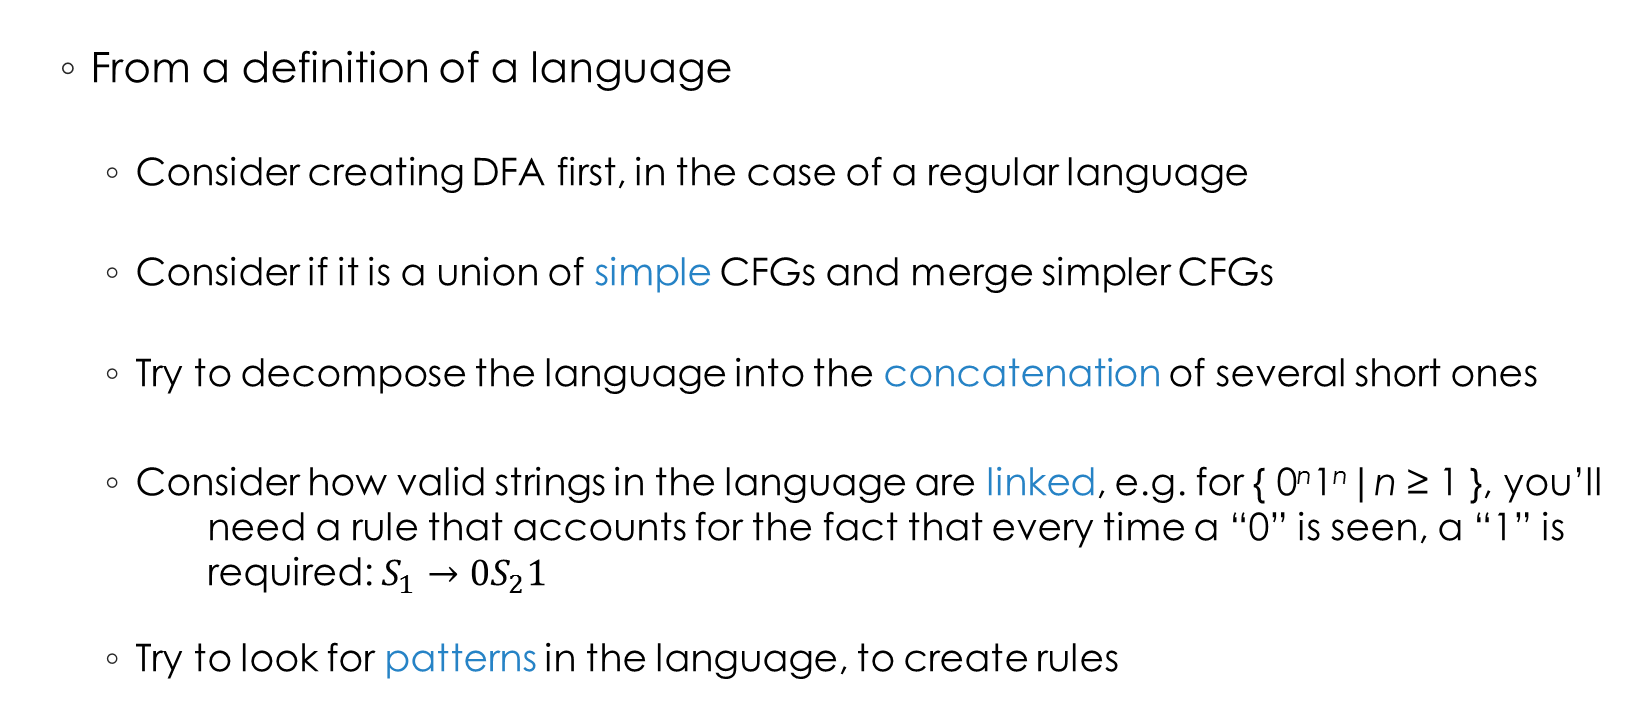 ◦ From a definition of a language
◦ Consider creating DFA first, in the case of a regular language
◦ Consider if it is a union of simple CFGs and merge simpler CFGs
◦ Try to decompose the language into the concatenation of several short ones
◦ Consider how valid strings in the language are linked, e.g. for { 0ⁿ1ⁿ | n ≥ 1 }, you’ll
need a rule that accounts for the fact that every time a “0” is seen, a “1” is
required: S₁ → 0S₂1
◦ Try to look for patterns in the language, to create rules